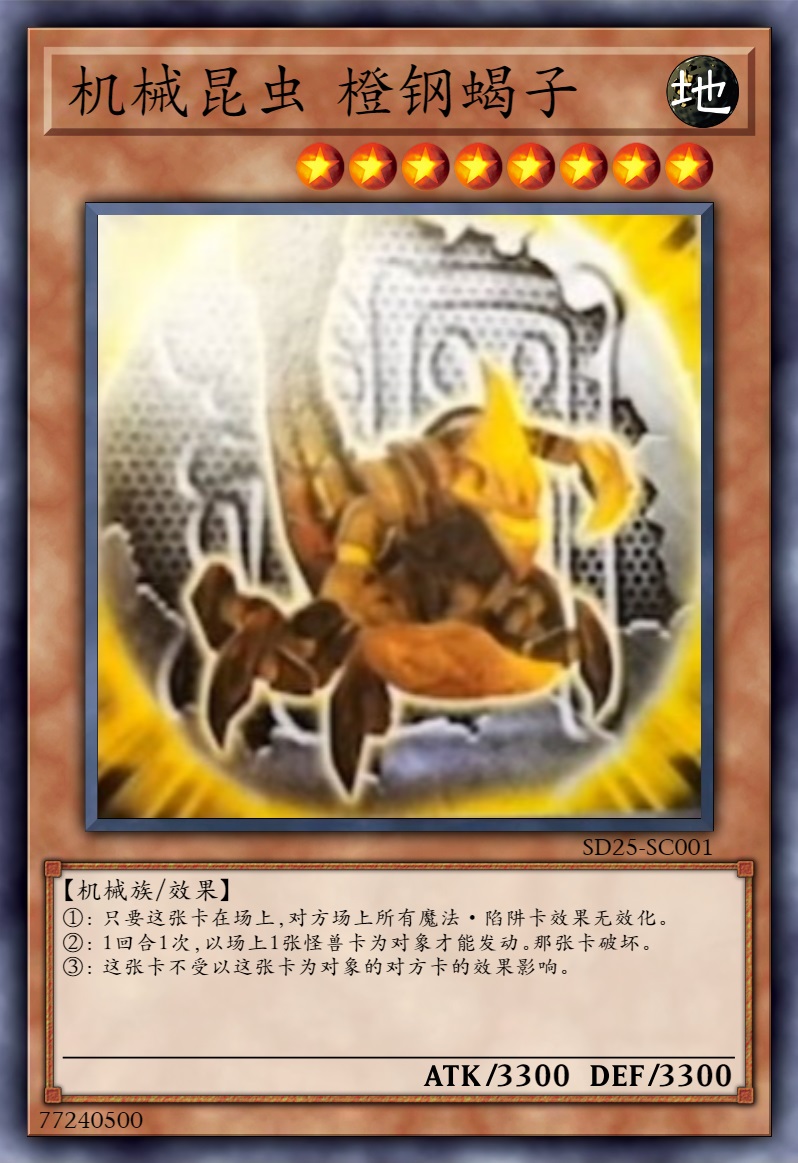 机械昆虫 橙钢蝎子
地
SD25-SC001
【机械族/效果】
①：只要这张卡在场上,对方场上所有魔法·陷阱卡效果无效化。
②：1回合1次,以场上1张怪兽卡为对象才能发动。那张卡破坏。
③：这张卡不受以这张卡为对象的对方卡的效果影响。
ATK/3300 DEF/3300
77240500